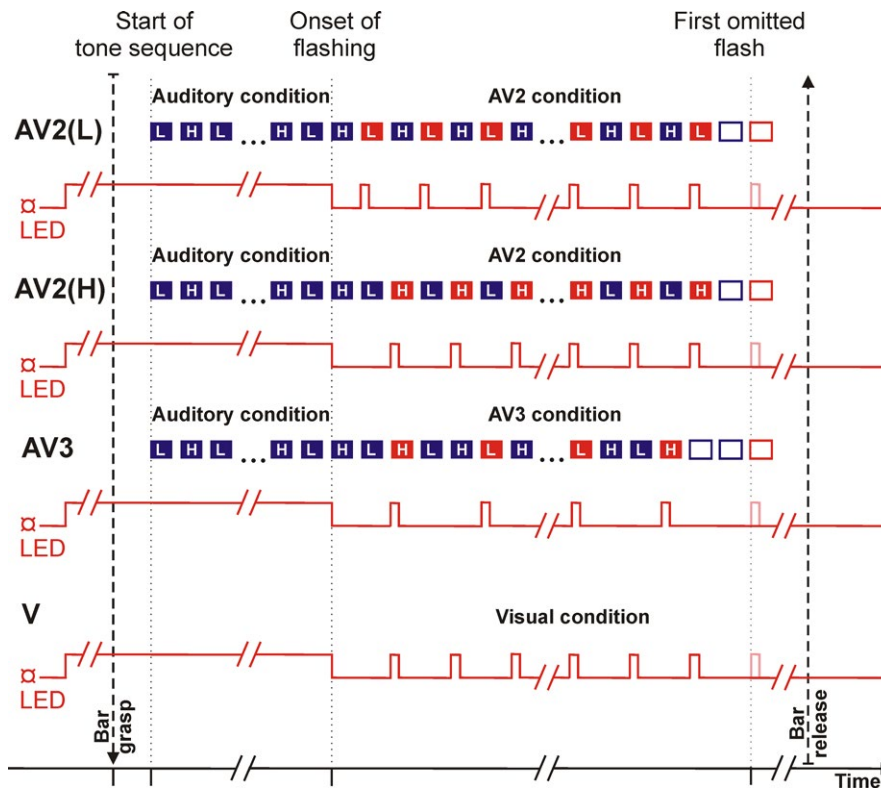 Start of
tone sequence
Onset of
flashing
First omitted
flash
Auditory condition
AV2 condition
AV2(L)
L H L ... H L H L H L H L H ... L H L H L
¤
LED
Auditory condition
AV2 condition
AV2(H)
L H L ... H L H L H L H L H ... H L H L H
¤
LED
Auditory condition
AV3 condition
AV3
L H L ... H L H L H L H L H ... L H L H
¤
LED
V
Visual condition
¤
LED
Bar
grasp
Bar
release
Time